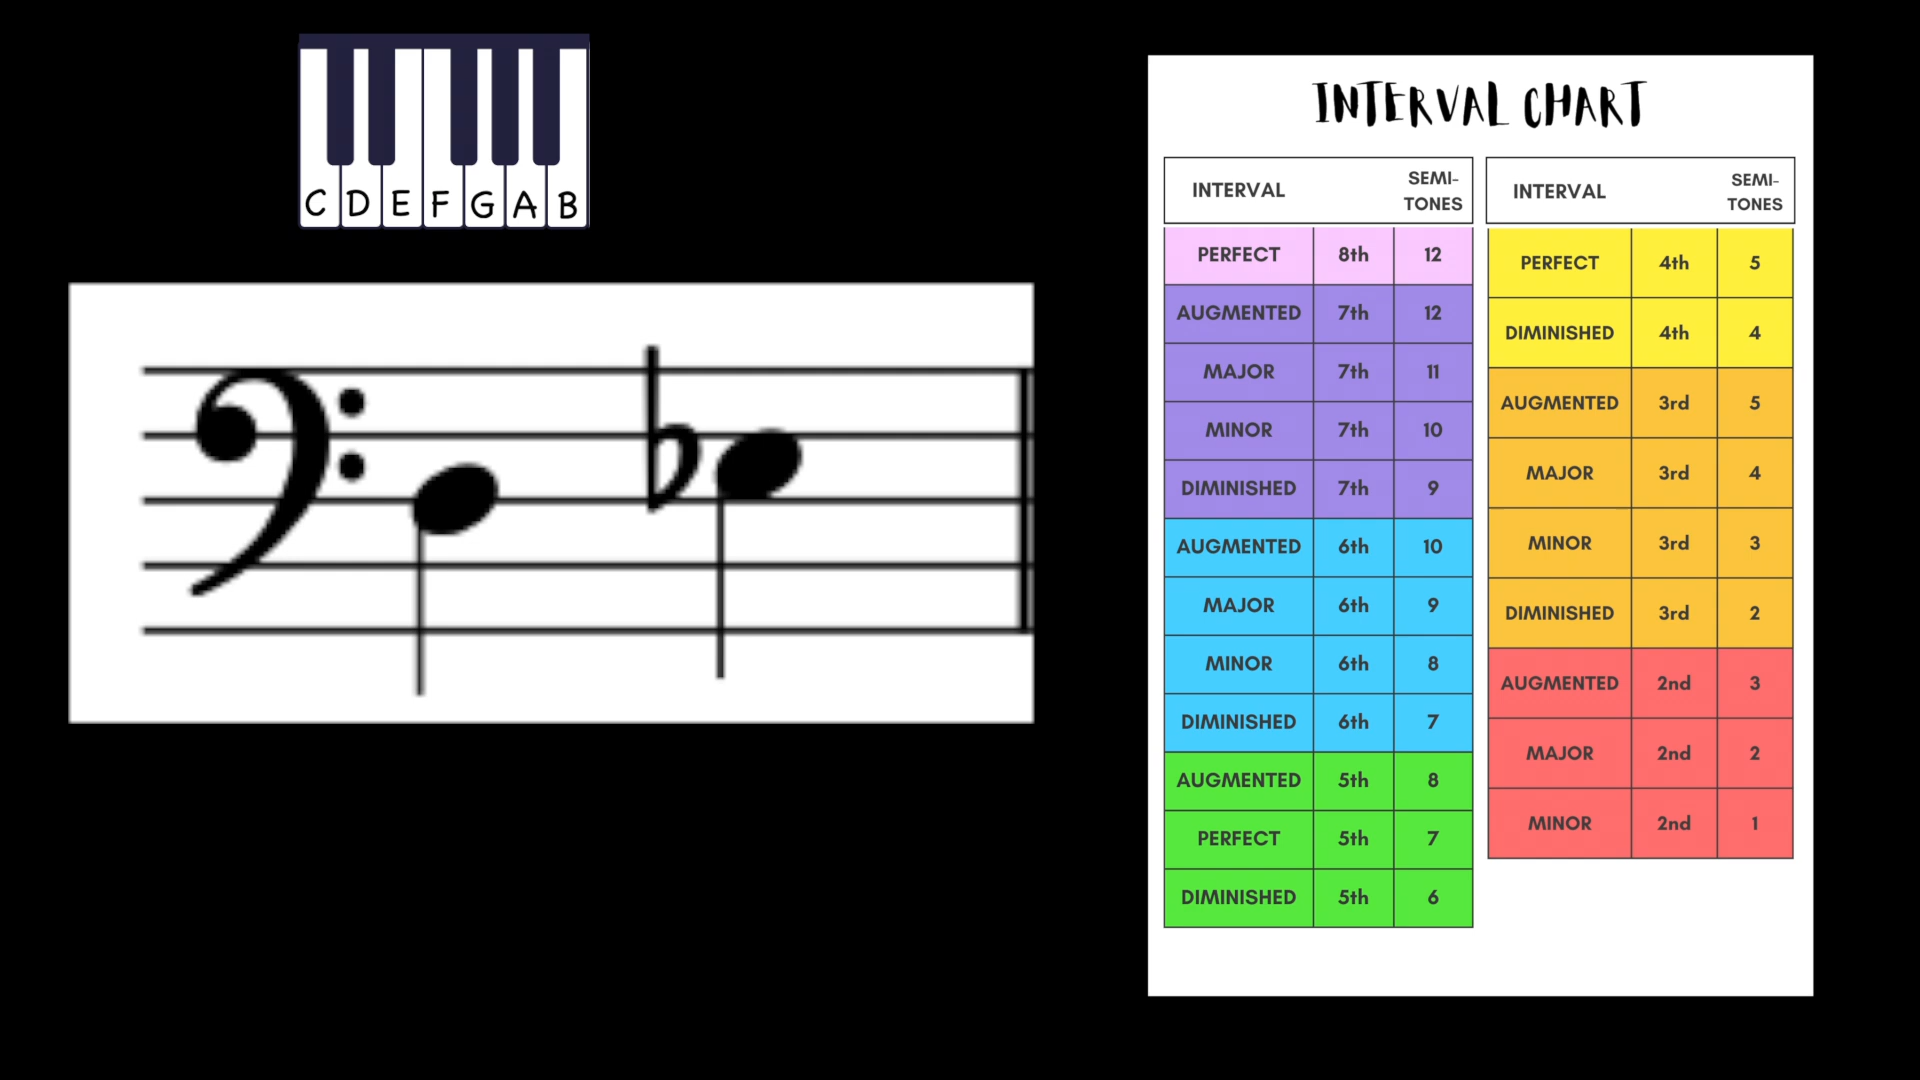 C D E F G A B
INTERVAL CHART
INTERVAL SEMI-TONES
PERFECT 8th 12
AUGMENTED 7th 12
MAJOR 7th 11
MINOR 7th 10
DIMINISHED 7th 9
AUGMENTED 6th 10
MAJOR 6th 9
MINOR 6th 8
DIMINISHED 6th 7
AUGMENTED 5th 8
PERFECT 5th 7
DIMINISHED 5th 6
INTERVAL SEMI-TONES
PERFECT 4th 5
DIMINISHED 4th 4
AUGMENTED 3rd 5
MAJOR 3rd 4
MINOR 3rd 3
DIMINISHED 3rd 2
AUGMENTED 2nd 3
MAJOR 2nd 2
MINOR 2nd 1